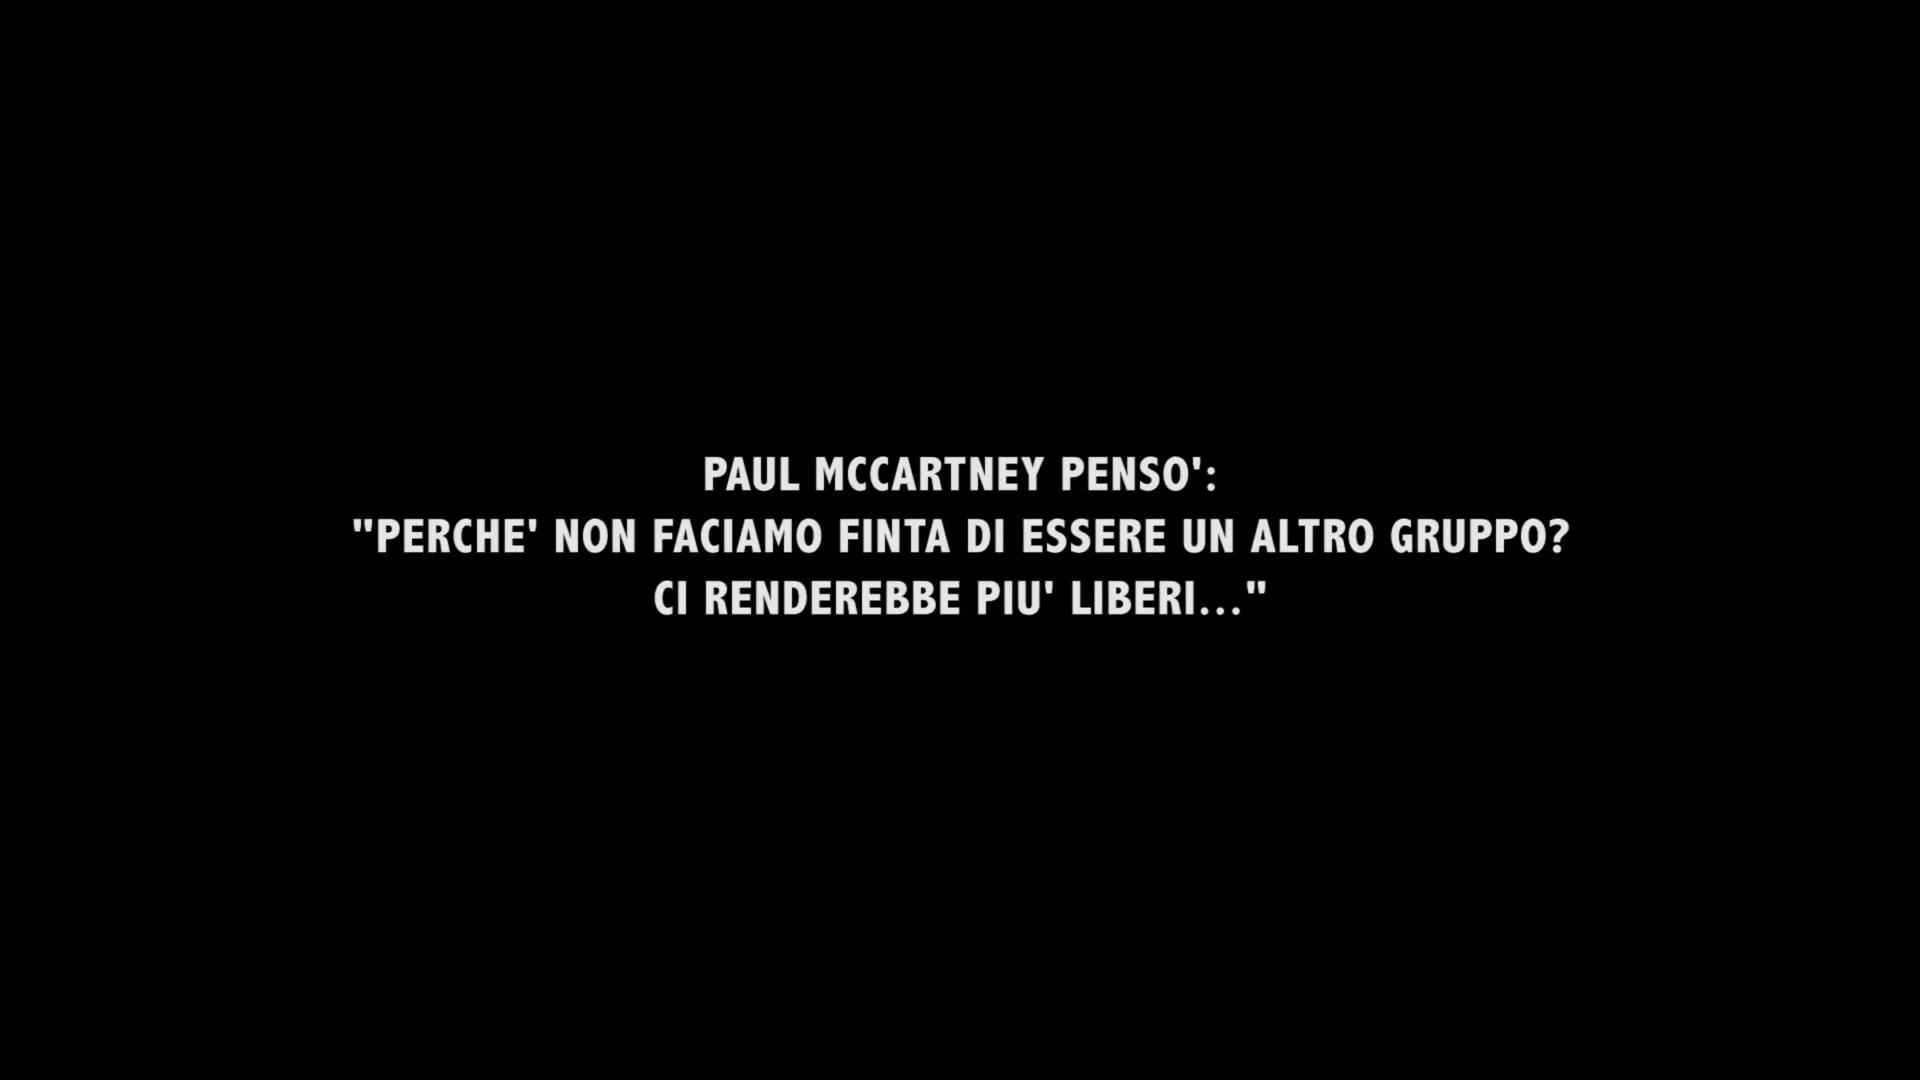 PAUL MCCARTNEY PENSO':
"PERCHE' NON FACIAMO FINTA DI ESSERE UN ALTRO GRUPPO?
CI RENDEREBBE PIU' LIBERI..."